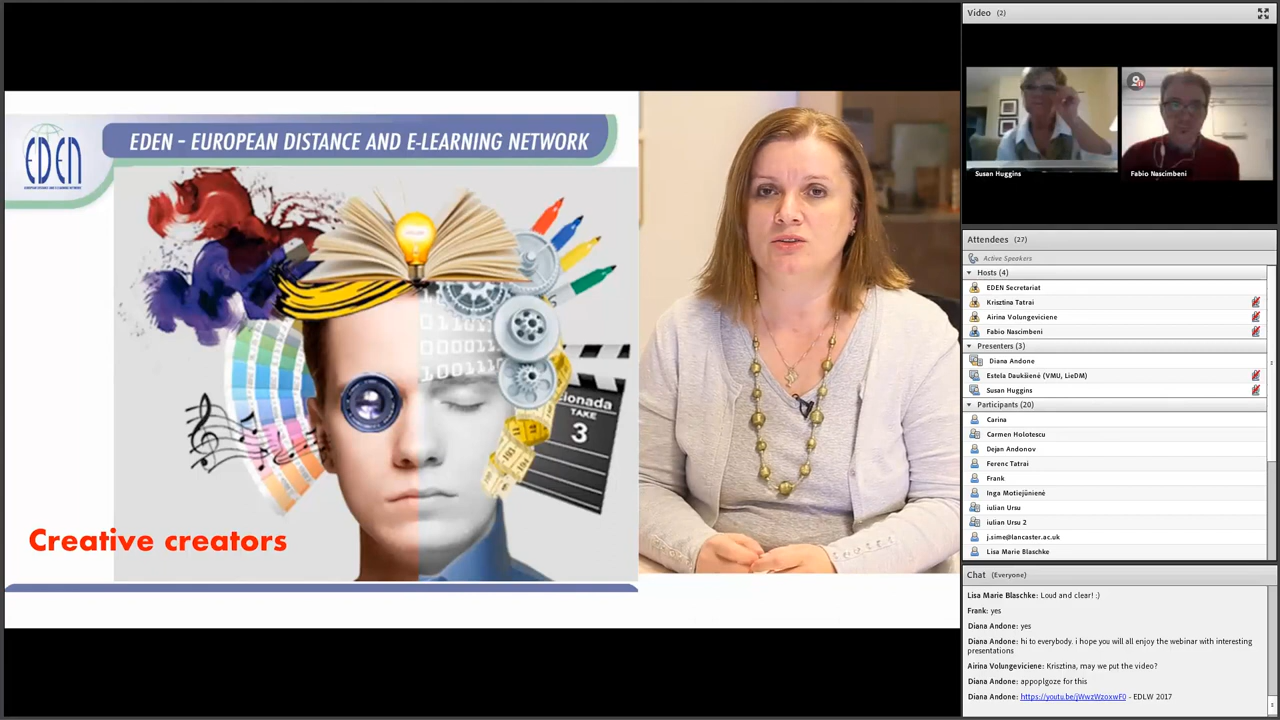 EDEN
EDEN – EUROPEAN DISTANCE AND E-LEARNING NETWORK
01101
00001
100111
ionada
TAKE
3
Creative creators
Video (2)
Susan Huggins
Fabio Nascimbeni
Attendees (27)
Active Speakers
Hosts (4)
EDEN Secretariat
Krisztina Tatrai
Airina Volungeviciene
Fabio Nascimbeni
Presenters (3)
Diana Andone
Estela Daukšienė (VMU, LieDM)
Susan Huggins
Participants (20)
Carina
Carmen Holotescu
Dejan Andonov
Ferenc Tatrai
Frank
Inga Motiejūnienė
iulian Ursu
iulian Ursu 2
j.sime@lancaster.ac.uk
Lisa Marie Blaschke
Chat (Everyone)
Lisa Marie Blaschke: Loud and clear! :)
Frank: yes
Diana Andone: yes
Diana Andone: hi to everybody. i hope you will all enjoy the webinar with interesting
presentations
Airina Volungeviciene: Krisztina, may we put the video?
Diana Andone: appoplgoze for this
Diana Andone: https://youtu.be/jWwzWzoxwF0 - EDLW 2017